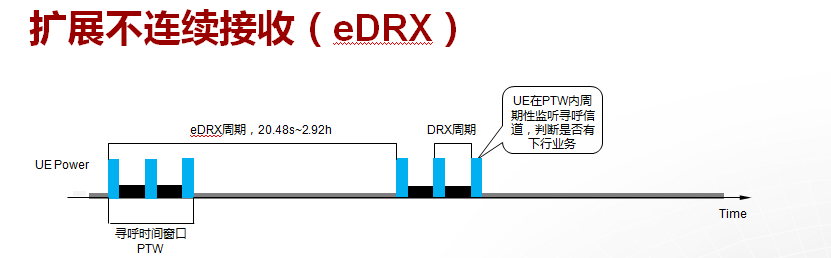 扩展不连续接收（eDRX）
eDRX周期，20.48s~2.92h
DRX周期
UE在PTW内周
期性监听寻呼信
道，判断是否有
下行业务
UE Power
Time
寻呼时间窗口
PTW